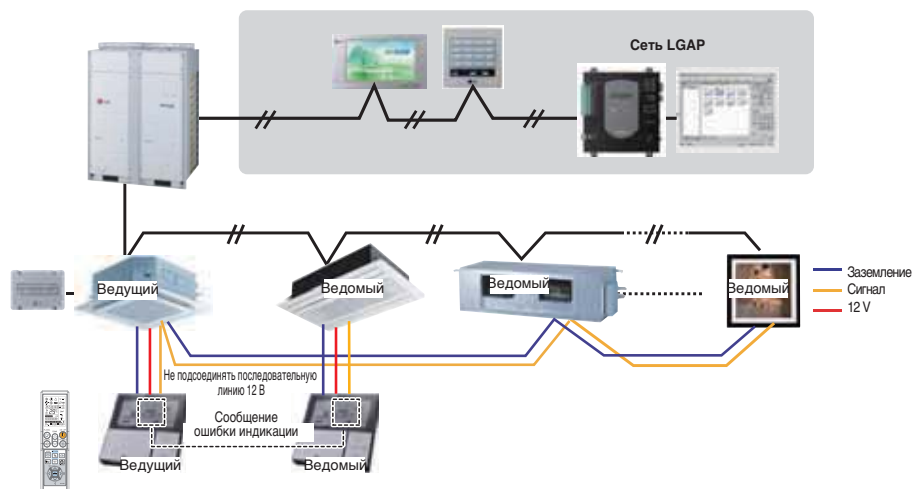 Сеть LGAP
Ведущий
Ведомый
Ведомый
Ведомый
Заземление
Сигнал
12 V
Не подсоединять последовательную
линию 12 В
Сообщение
ошибки индикации
Ведущий
Ведомый